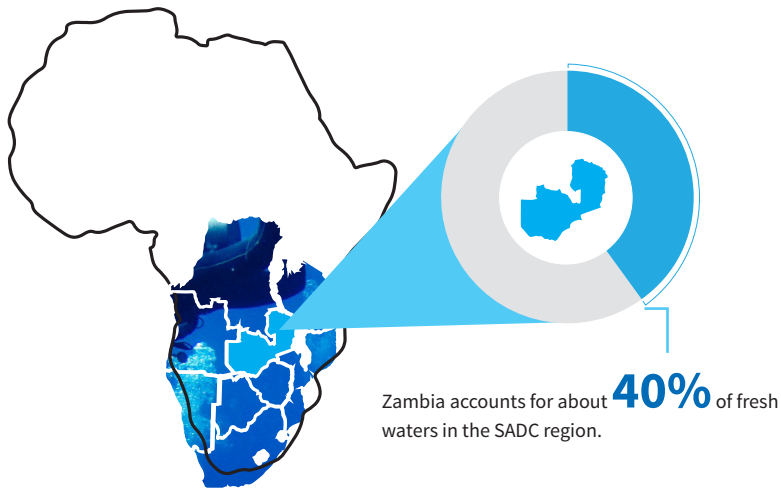 Zambia accounts for about 40% of fresh
waters in the SADC region.